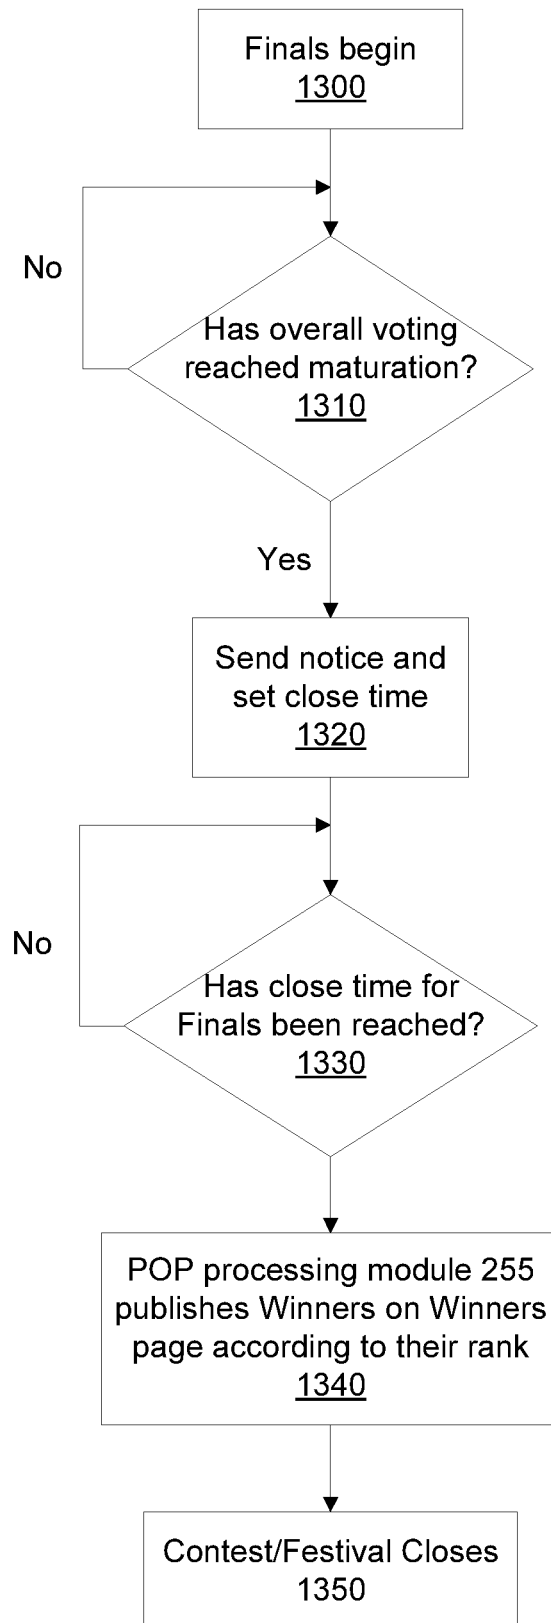 Finals begin
1300
No
Has overall voting
reached maturation?
1310
Yes
Send notice and
set close time
1320
No
Has close time for
Finals been reached?
1330
POP processing module 255
publishes Winners on Winners
page according to their rank
1340
Contest/Festival Closes
1350